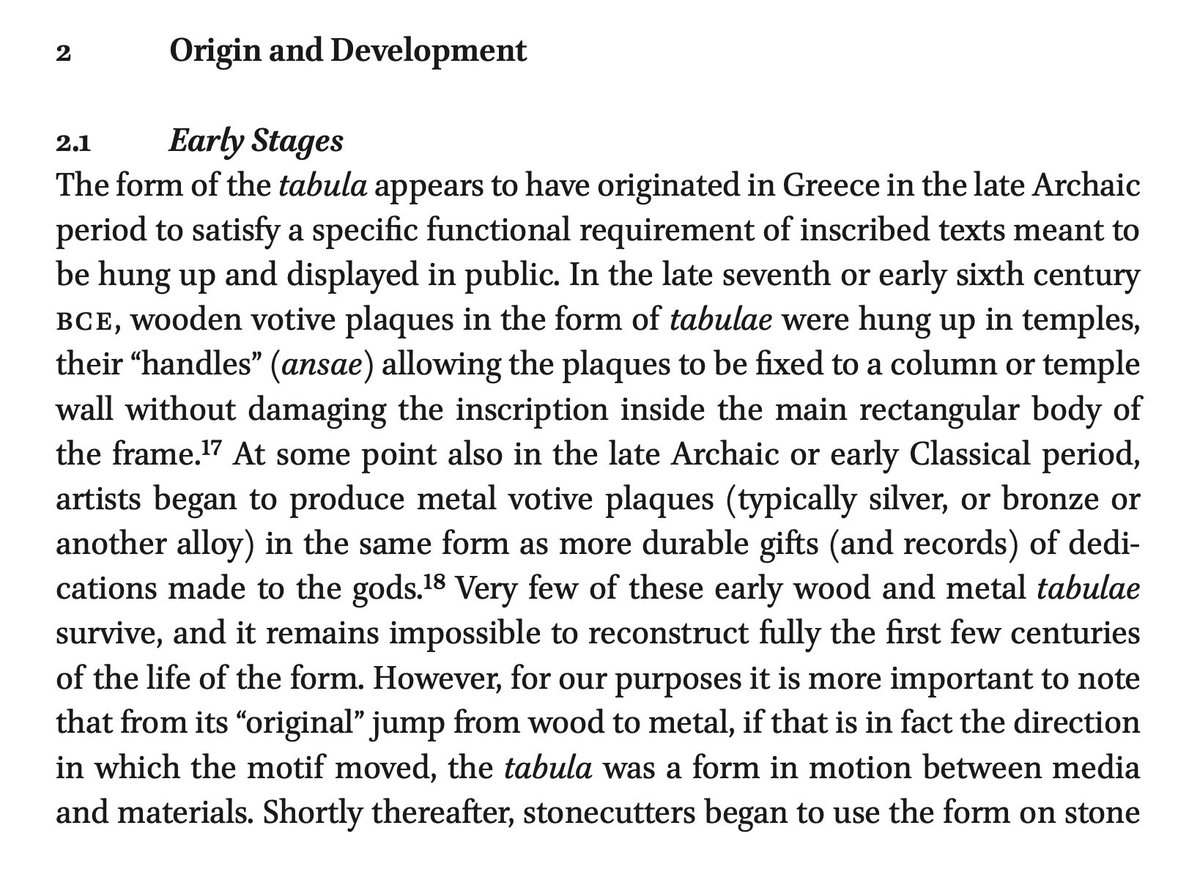 2 Origin and Development
2.1 Early Stages
The form of the tabula appears to have originated in Greece in the late Archaic
period to satisfy a specific functional requirement of inscribed texts meant to
be hung up and displayed in public. In the late seventh or early sixth century
BCE, wooden votive plaques in the form of tabulae were hung up in temples,
their “handles” (ansae) allowing the plaques to be fixed to a column or temple
wall without damaging the inscription inside the main rectangular body of
the frame.17 At some point also in the late Archaic or early Classical period,
artists began to produce metal votive plaques (typically silver, or bronze or
another alloy) in the same form as more durable gifts (and records) of dedi-
cations made to the gods.18 Very few of these early wood and metal tabulae
survive, and it remains impossible to reconstruct fully the first few centuries
of the life of the form. However, for our purposes it is more important to note
that from its “original” jump from wood to metal, if that is in fact the direction
in which the motif moved, the tabula was a form in motion between media
and materials. Shortly thereafter, stonecutters began to use the form on stone